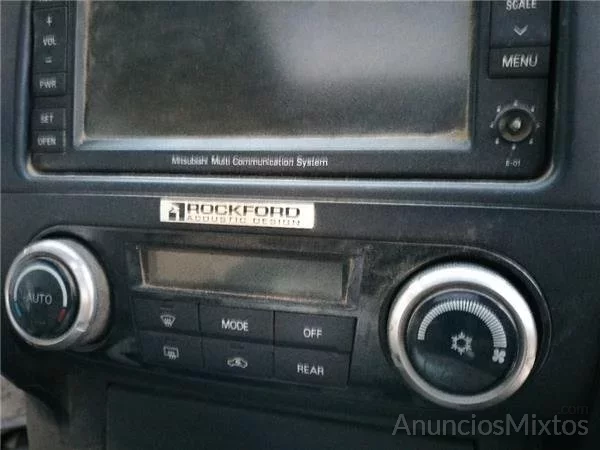 SCALE
VOL
MENU
PWR
SET
OPEN
E-01
Mitsubishi Multi Communication System
ROCKFORD
ACOUSTIC DESIGN
AUTO
MODE
OFF
REAR
.com
AnunciosMixtos